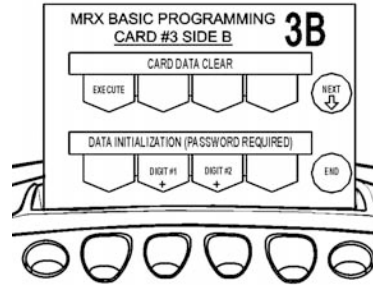 MRX BASIC PROGRAMMING
CARD #3 SIDE B
3B
CARD DATA CLEAR
EXECUTE
NEXT
DATA INITIALIZATION (PASSWORD REQUIRED)
DIGIT #1
+
DIGIT #2
+
END